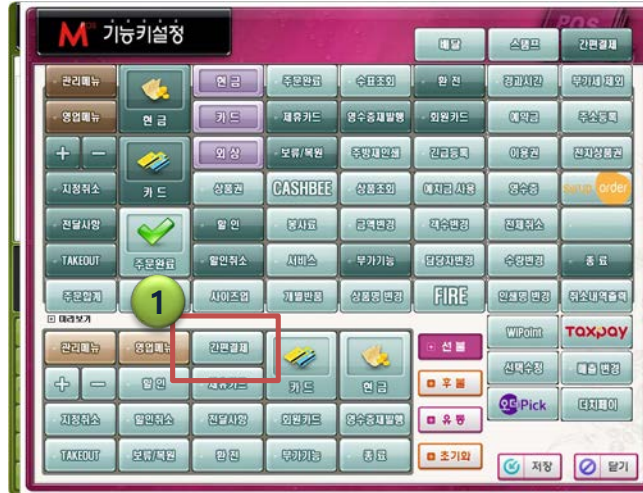 POS
M POS 기능키설정
배달 스탬프 간편결제
관리메뉴 현금 주문완료 수표조회 환전 경과시간 부가세 제외
영업메뉴 현금 카드 제휴카드 영수증재발행 회원카드 예약금 주소등록
+ - 외상 보류/복원 주방재인쇄 긴급등록 이용권 전자상품권
지정취소 카드 상품권 CASHBEE 상품조회 예치금 사용 영수증 order
전달사항 할인 봉사료 금액변경 객수변경 전체취소
TAKEOUT 주문완료 할인취소 서비스 부가기능 담당자변경 수량변경 종료
주문합계 1 사이즈업 개별반품 상품명 변경 FIRE 인쇄명 변경 취소내역출력
미리보기
관리메뉴 영업메뉴 간편결제 선불 WiPoint Taxpay
+ - 할인 제휴카드 카드 현금 후불 선택수정 매출 변경
지정취소 할인취소 전달사항 회원카드 영수증재발행 유통 오더Pick 더치페이
TAKEOUT 보류/복원 환전 부가기능 종료 초기화 저장 닫기